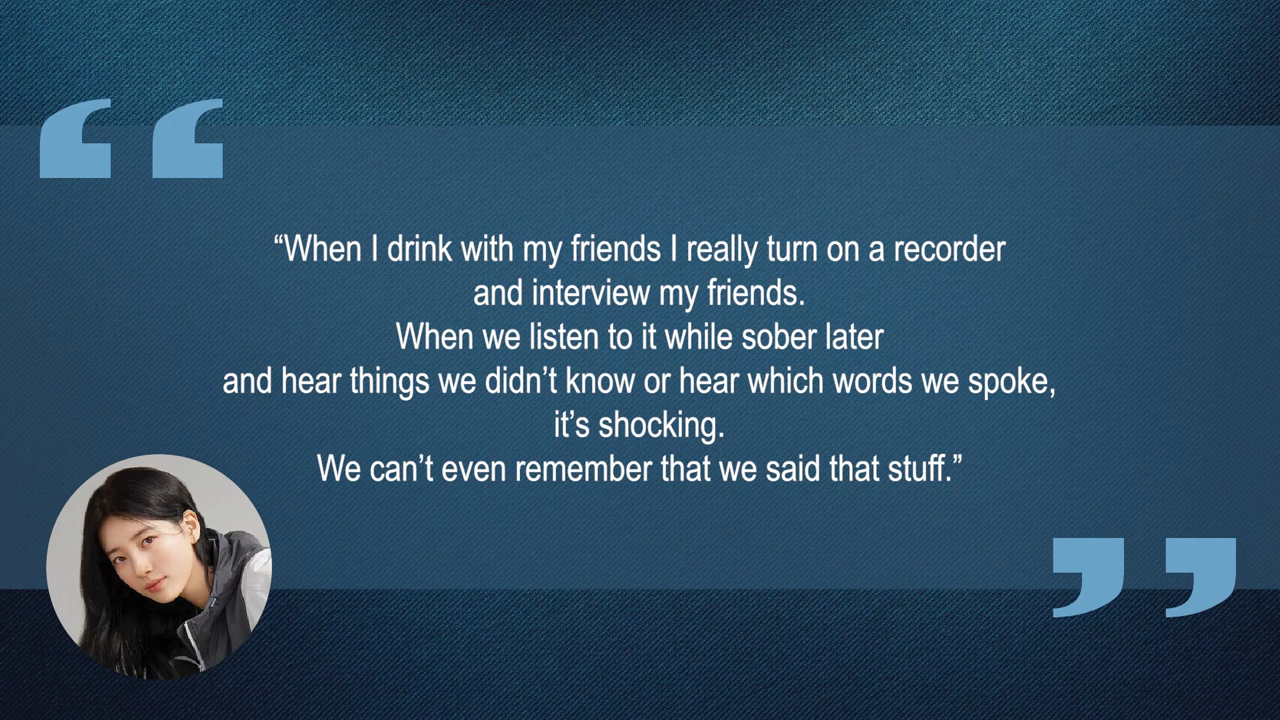 “When I drink with my friends I really turn on a recorder
and interview my friends.
When we listen to it while sober later
and hear things we didn’t know or hear which words we spoke,
it’s shocking.
We can’t even remember that we said that stuff.”